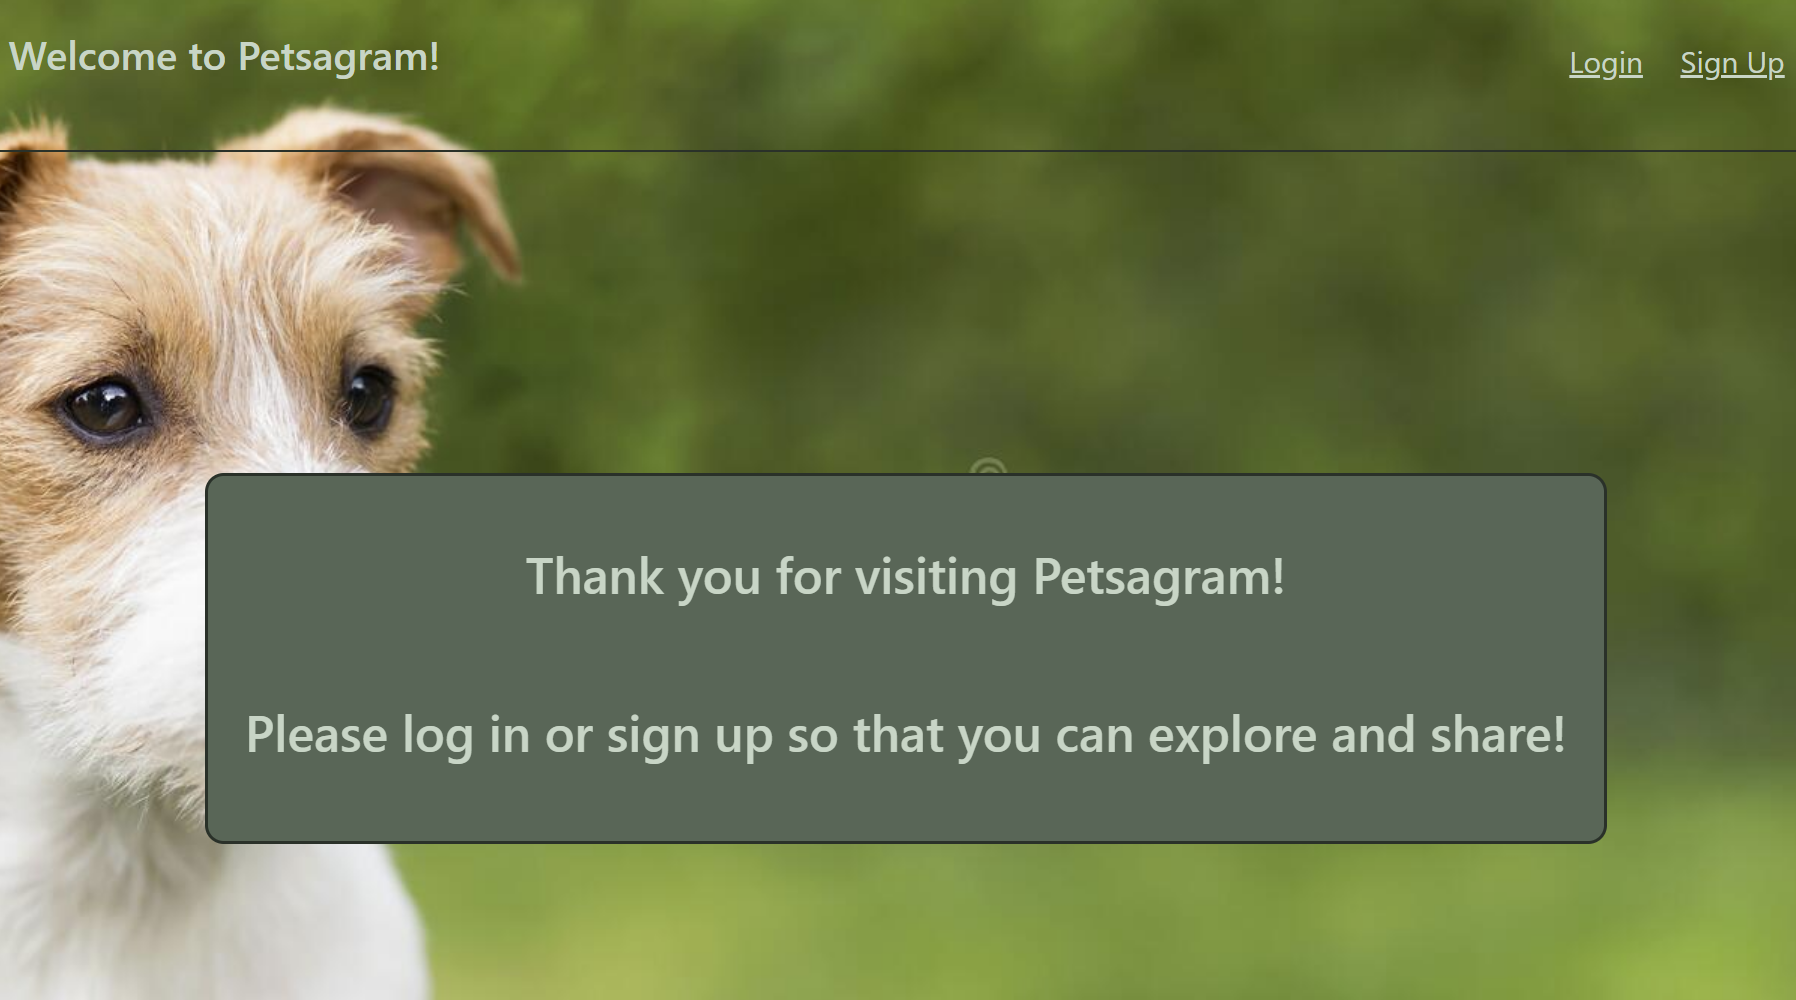 Welcome to Petsagram!
Login Sign Up
Thank you for visiting Petsagram!
Please log in or sign up so that you can explore and share!